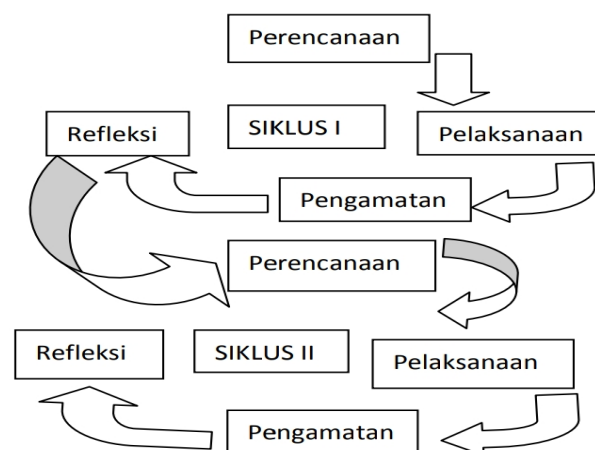 Perencanaan
Refleksi
SIKLUS I
Pelaksanaan
Pengamatan
Perencanaan
Refleksi
SIKLUS II
Pelaksanaan
Pengamatan